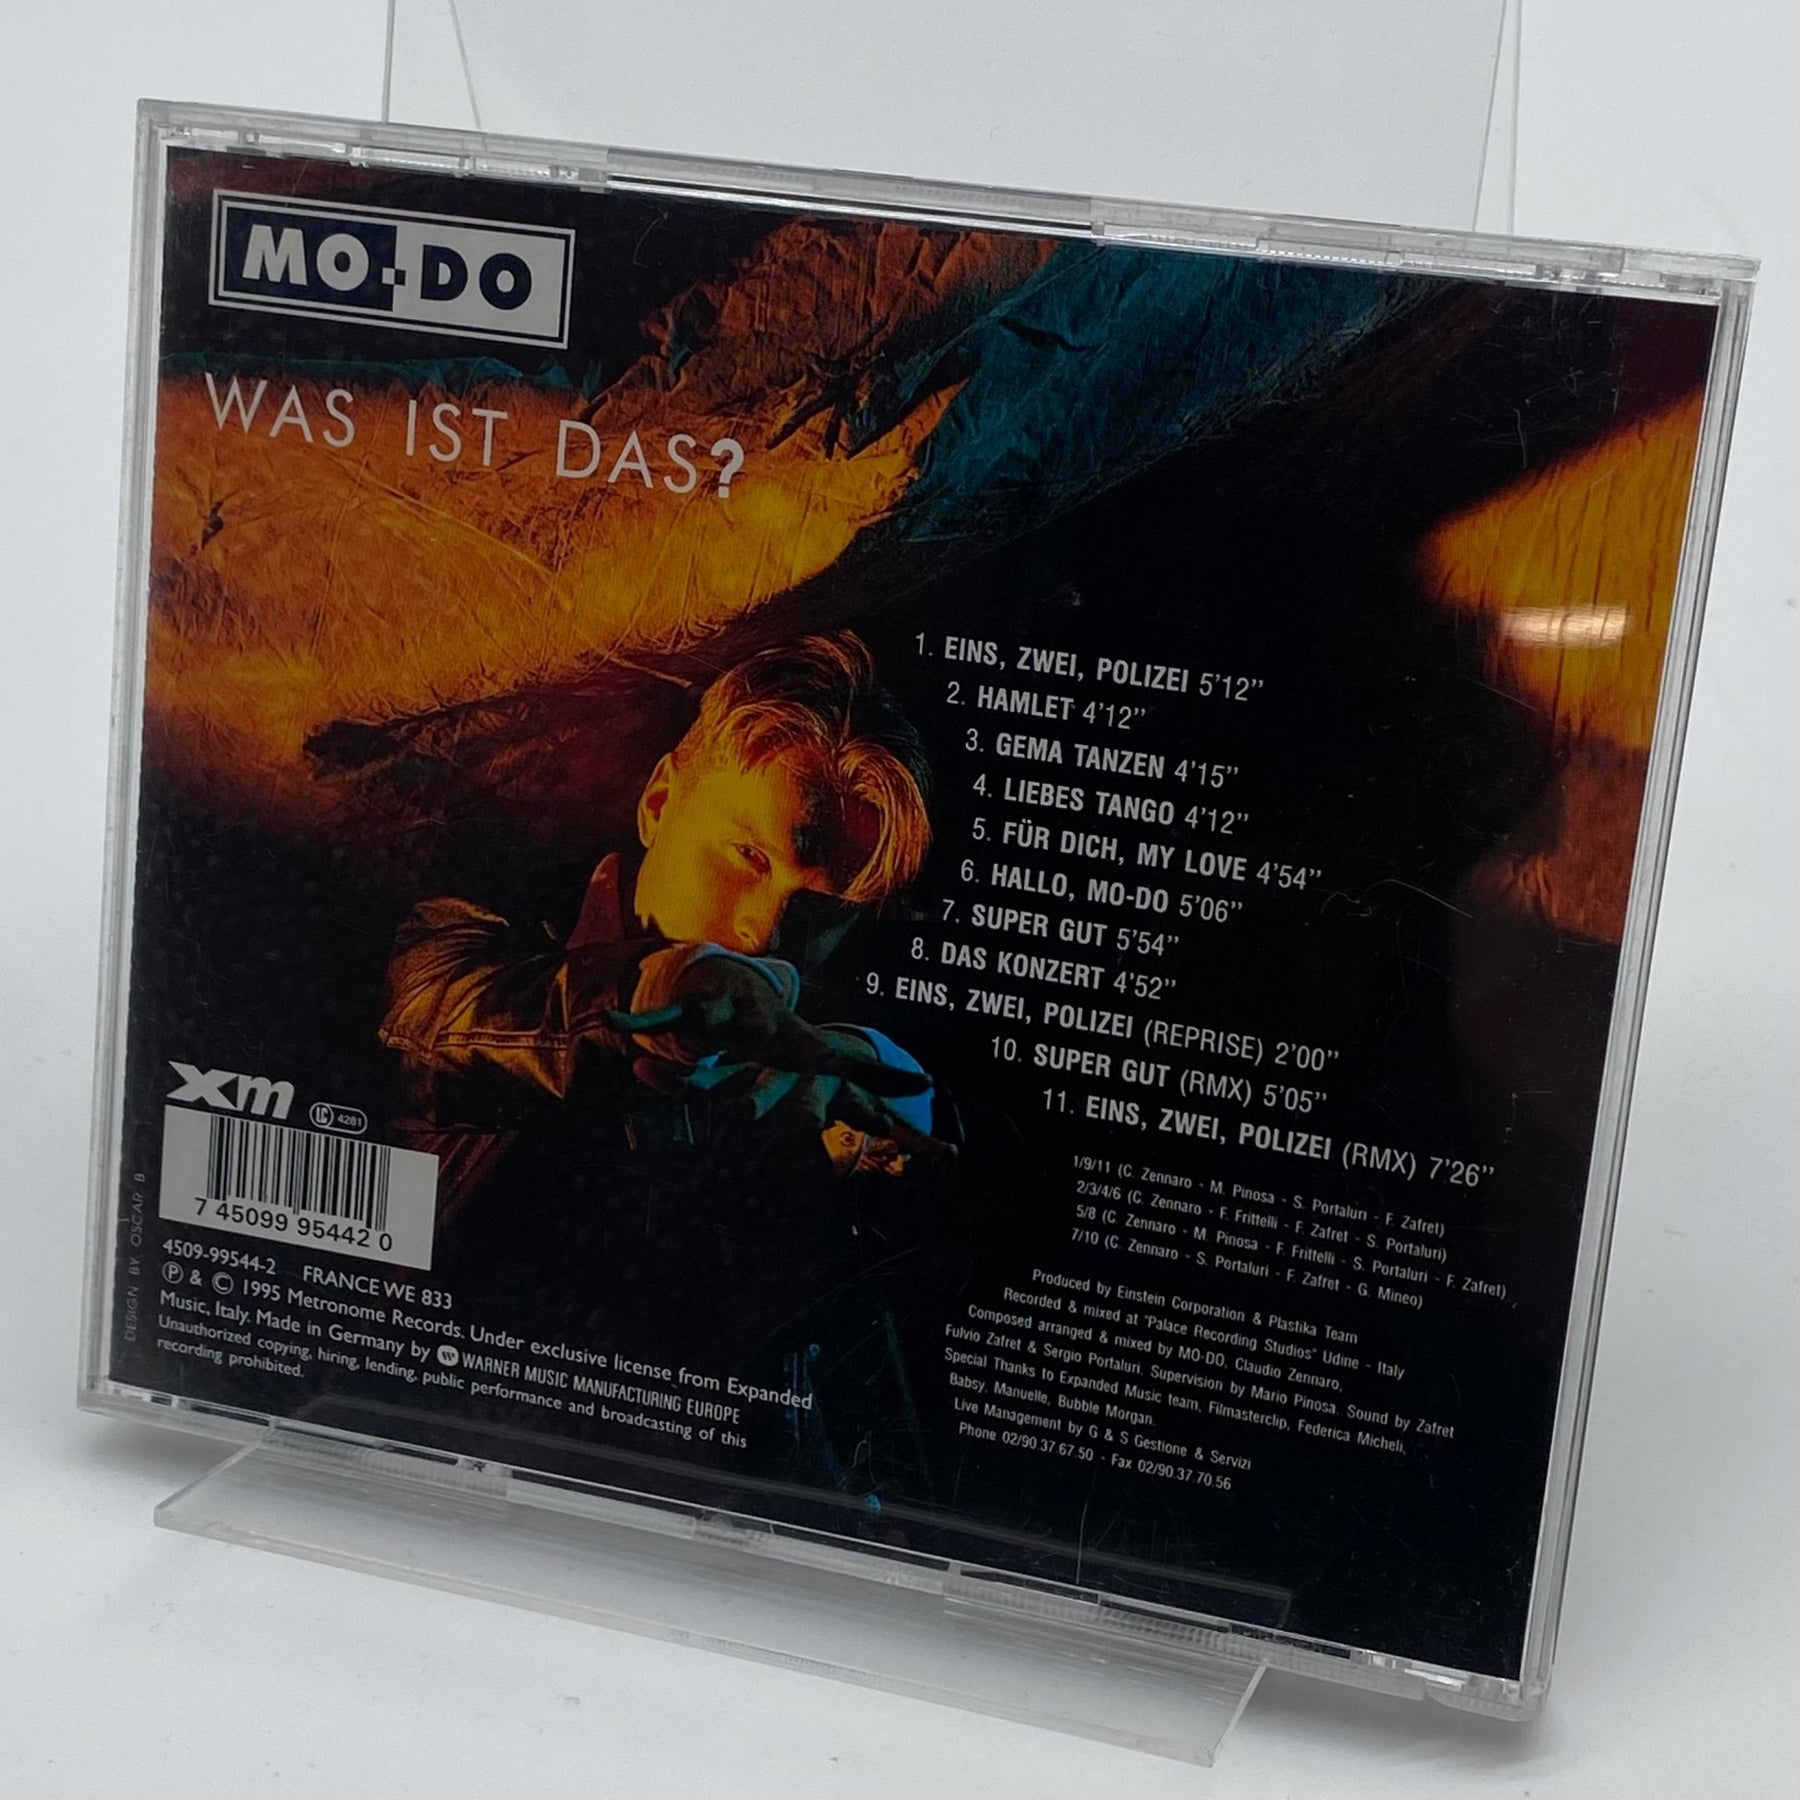 MO-DO
WAS IST DAS?
1. EINS, ZWEI, POLIZEI 5'12"
2. HAMLET 4'12"
3. GEMA TANZEN 4'15"
4. LIEBES TANGO 4'12"
5. FÜR DICH, MY LOVE 4'54"
6. HALLO, MO-DO 5'06"
7. SUPER GUT 5'54"
8. DAS KONZERT 4'52"
9. EINS, ZWEI, POLIZEI (REPRISE) 2'00"
10. SUPER GUT (RMX) 5'05"
11. EINS, ZWEI, POLIZEI (RMX) 7'26"
1/9/11 (C. Zennaro - M. Pinosa - S. Portaluri - F. Zafret)
2/3/4/6 (C. Zennaro - F. Frittelli - F. Zafret - S. Portaluri)
5/8 (C. Zennaro - M. Pinosa - F. Frittelli - S. Portaluri - F. Zafret)
7/10 (C. Zennaro - S. Portaluri - F. Zafret - G. Mineo)
Produced by Einstein Corporation & Plastika Team
Recorded & mixed at "Palace Recording Studios" Udine - Italy
Composed arranged & mixed by MO-DO, Claudio Zennaro,
Fulvio Zafret & Sergio Portaluri. Supervision by Mario Pinosa. Sound by Zafret
Special Thanks to Expanded Music team, Filmasterclip, Federica Micheli,
Babsy, Manuelle, Bubble Morgan.
Live Management by G & S Gestione & Servizi
Phone 02/90.37.67.50 - Fax 02/90.37.70.56
xm
LC 4281
7 45099 95442 0
DESIGN BY OSCAR B
4509-99544-2 FRANCE WE 833
℗ & © 1995 Metronome Records. Under exclusive license from Expanded
Music, Italy. Made in Germany by WARNER MUSIC MANUFACTURING EUROPE
Unauthorized copying, hiring, lending, public performance and broadcasting of this
recording prohibited.